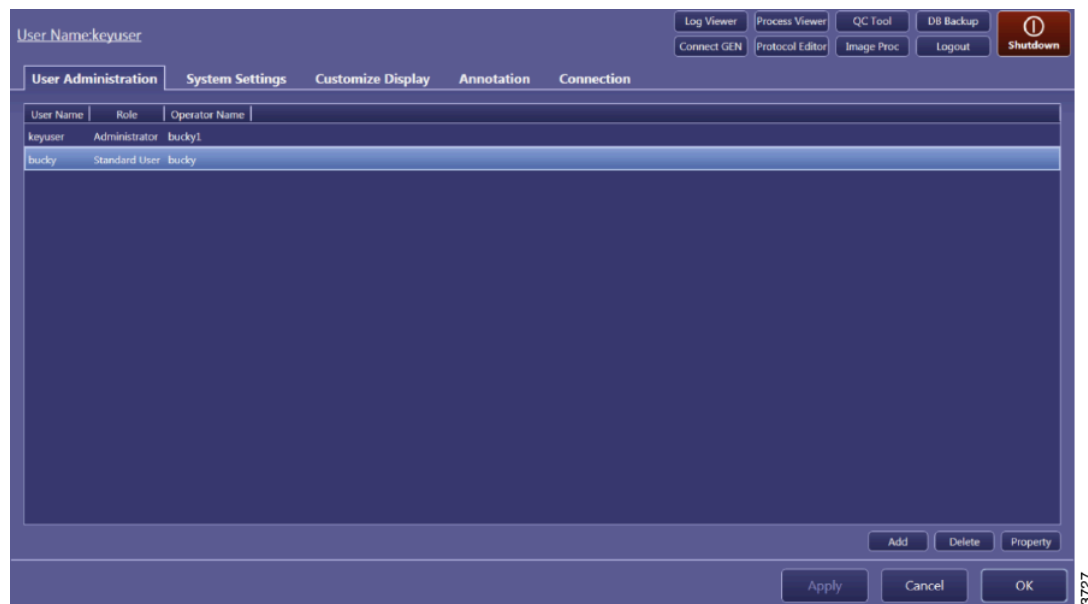 User Name:keyuser
Log Viewer Process Viewer QC Tool DB Backup
Connect GEN Protocol Editor Image Proc Logout
Shutdown
User Administration System Settings Customize Display Annotation Connection
User Name Role Operator Name
keyuser Administrator bucky1
bucky Standard User bucky
Add Delete Property
Apply Cancel OK